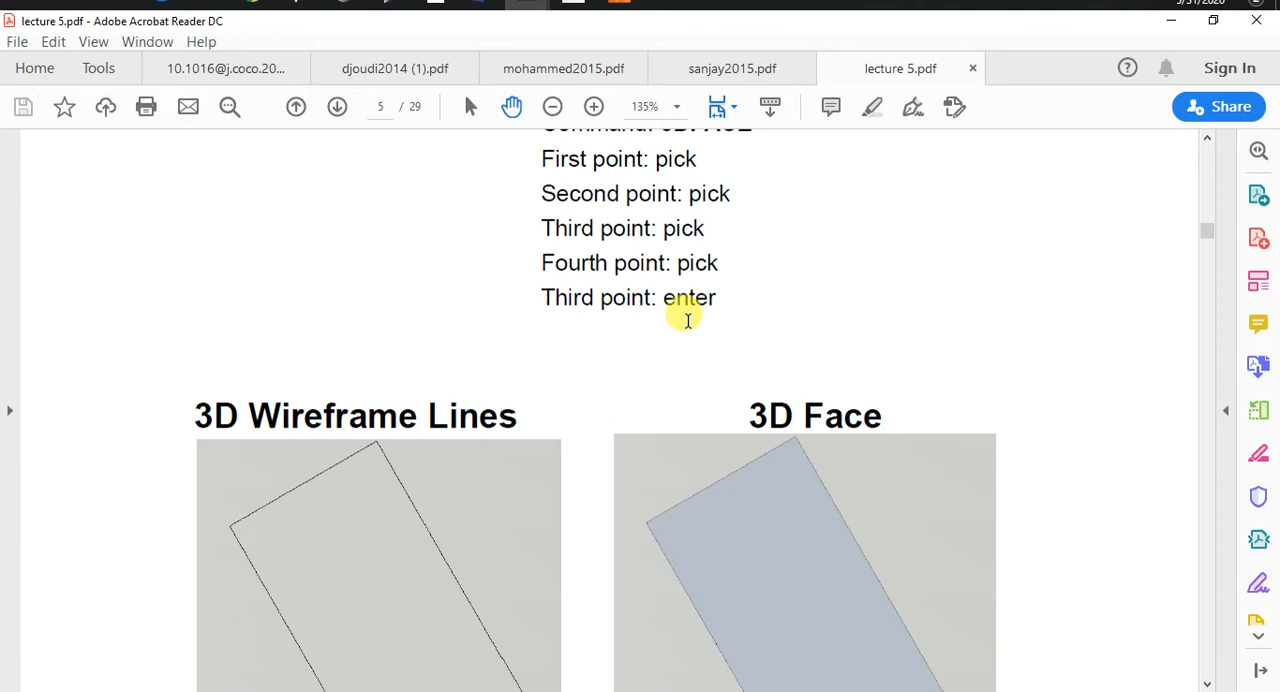 lecture 5.pdf - Adobe Acrobat Reader DC
File Edit View Window Help
Home Tools 10.1016@j.coco.20... djoudi2014 (1).pdf mohammed2015.pdf sanjay2015.pdf lecture 5.pdf × Sign In
5 / 29 135% Share
First point: pick
Second point: pick
Third point: pick
Fourth point: pick
Third point: enter
3D Wireframe Lines 3D Face